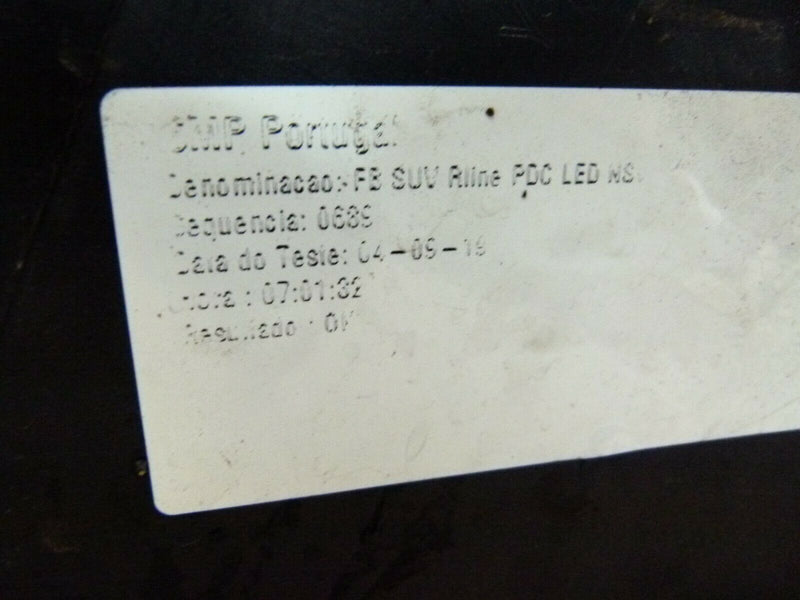 SMP Portugal
Denominacao: FB SUV Rline PDC LED
Sequencia: 0689
Data do Teste: 04-09-19
Hora : 07:01:32
Resultado : OK